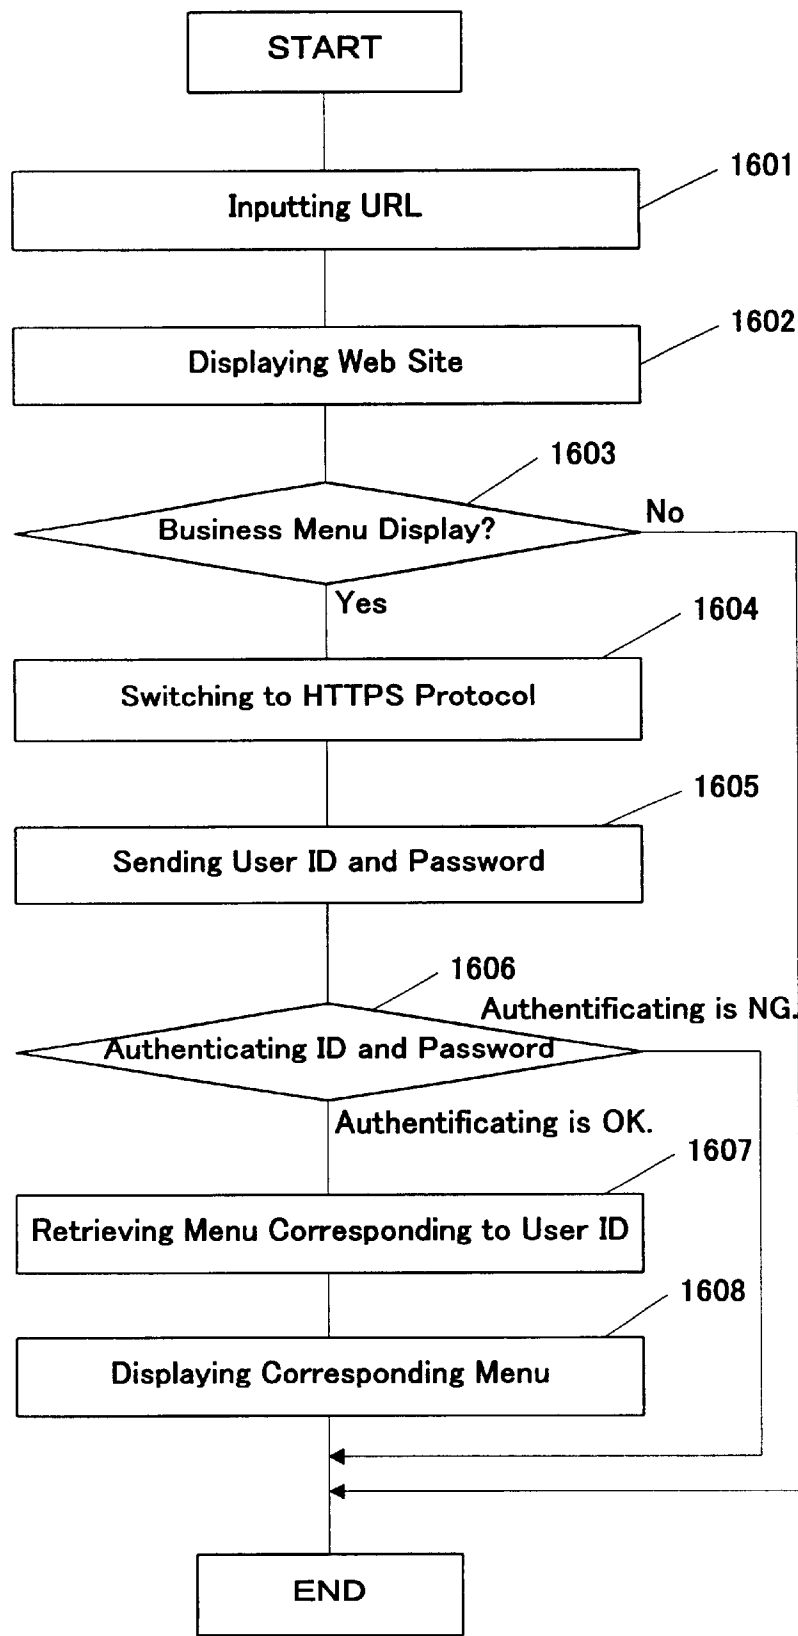 START
1601
Inputting URL
1602
Displaying Web Site
1603
Business Menu Display?
No
Yes
1604
Switching to HTTPS Protocol
1605
Sending User ID and Password
1606
Authentificating is NG.
Authenticating ID and Password
Authentificating is OK.
1607
Retrieving Menu Corresponding to User ID
1608
Displaying Corresponding Menu
END